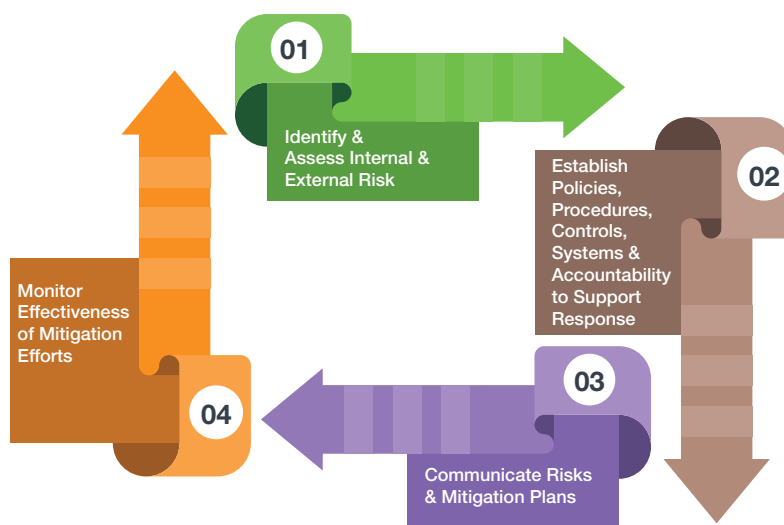 01
Identify &
Assess Internal &
External Risk
02
Establish
Policies,
Procedures,
Controls,
Systems &
Accountability
to Support
Response
03
Communicate Risks
& Mitigation Plans
04
Monitor
Effectiveness
of Mitigation
Efforts